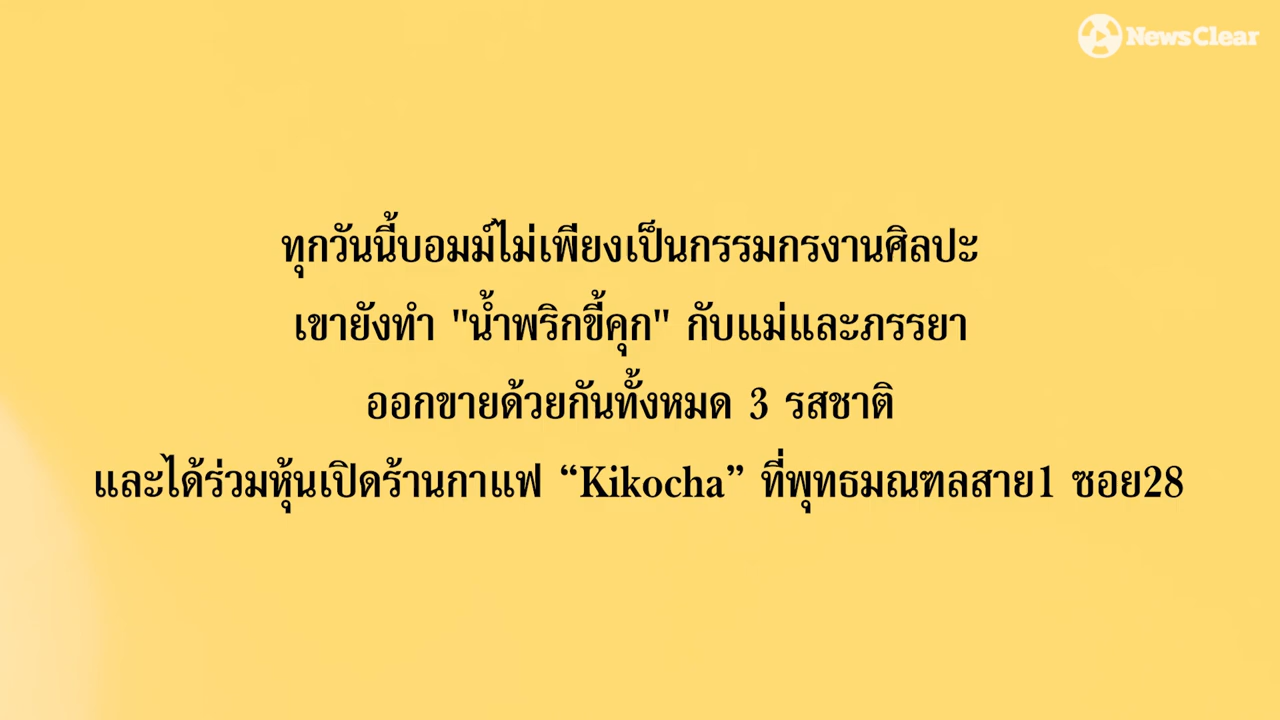 NewsClear
ทุกวันนี้บอมม์ไม่เพียงเป็นกรรมกรงานศิลปะ
เขายังทำ "น้ำพริกขี้คุก" กับแม่และภรรยา
ออกขายด้วยกันทั้งหมด 3 รสชาติ
และได้ร่วมหุ้นเปิดร้านกาแฟ “Kikocha” ที่พุทธมณฑลสาย1 ซอย28